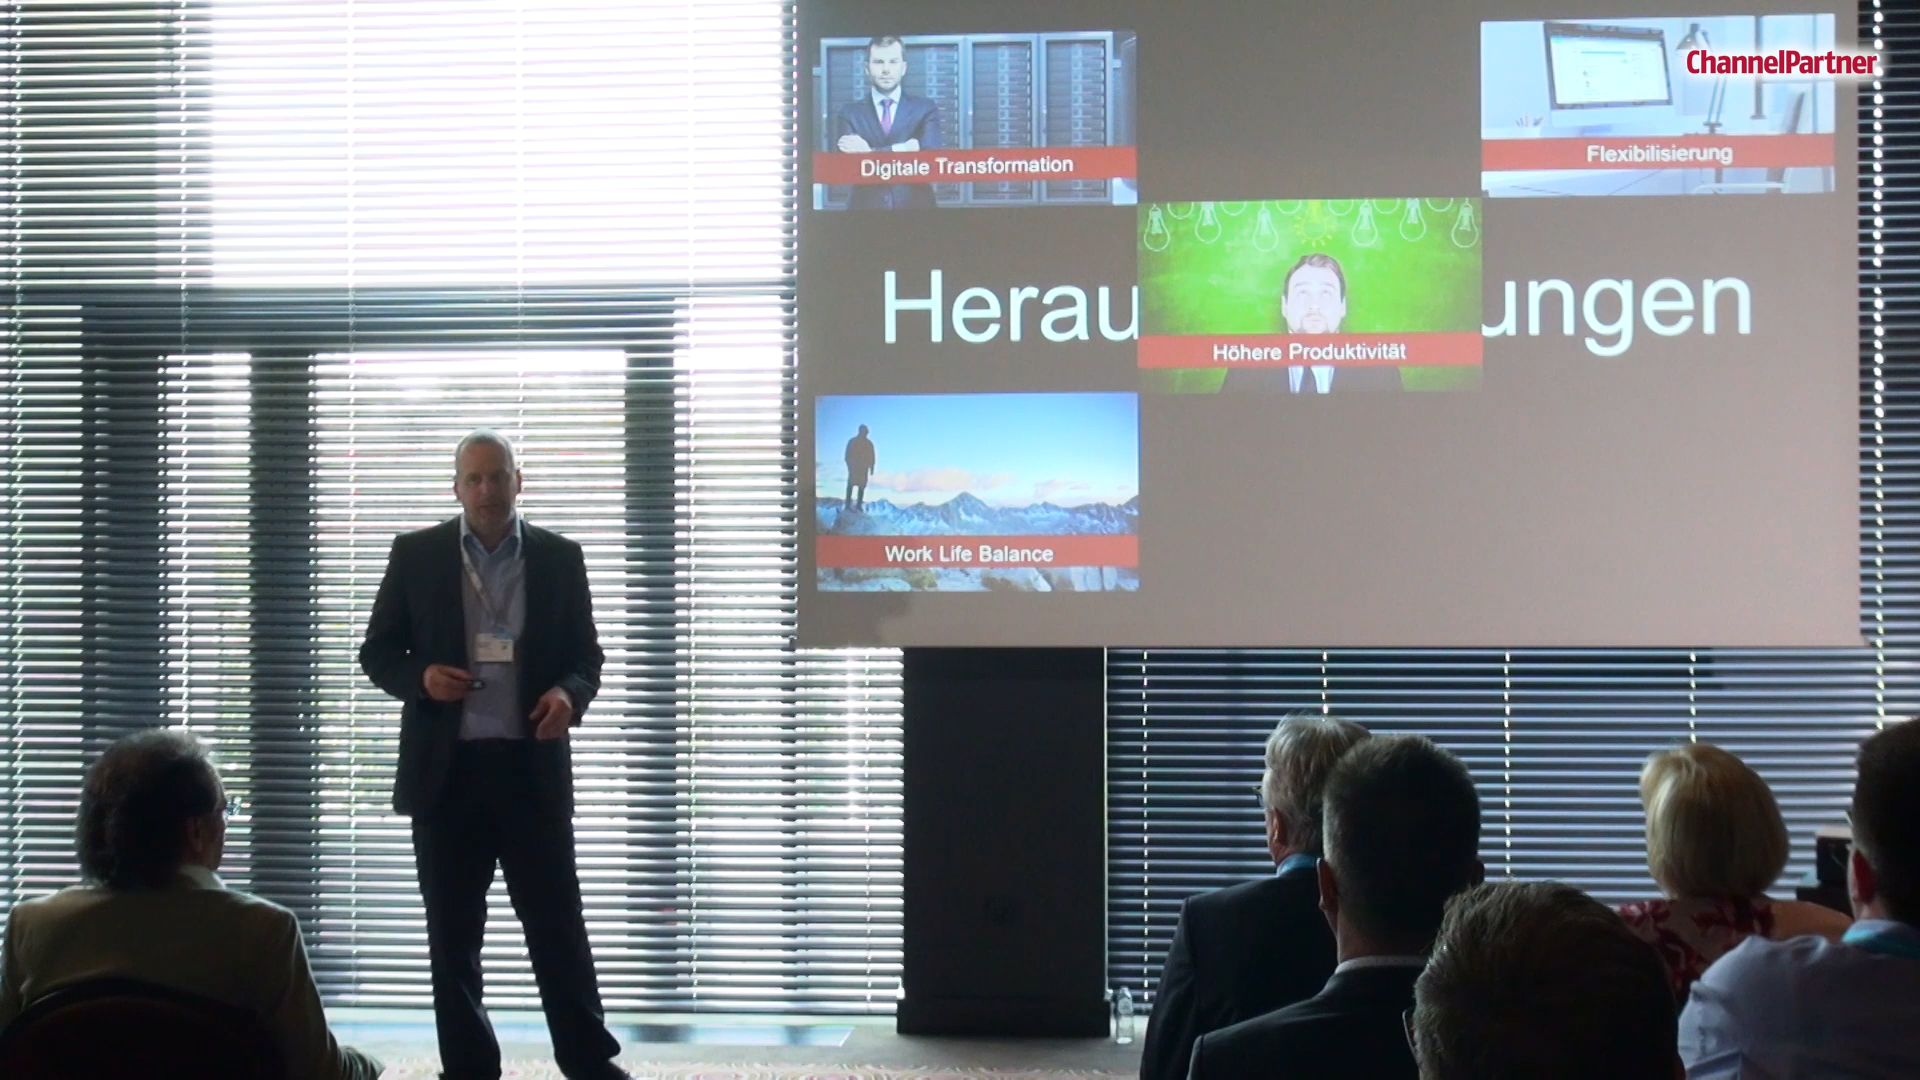 ChannelPartner
Digitale Transformation
Flexibilisierung
Herau ungen
Höhere Produktivität
Work Life Balance